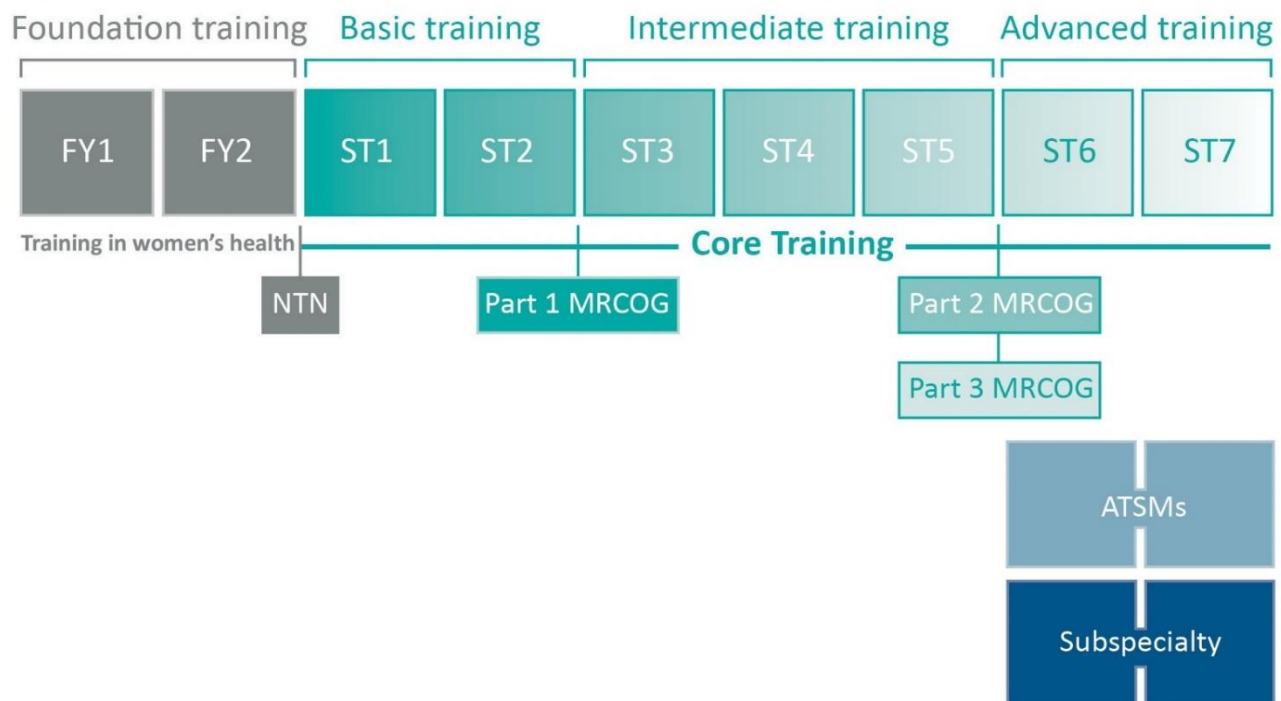 Foundation training Basic training Intermediate training Advanced training
FY1 FY2 ST1 ST2 ST3 ST4 ST5 ST6 ST7
Training in women's health Core Training
NTN Part 1 MRCOG Part 2 MRCOG
Part 3 MRCOG
ATSMs
Subspecialty